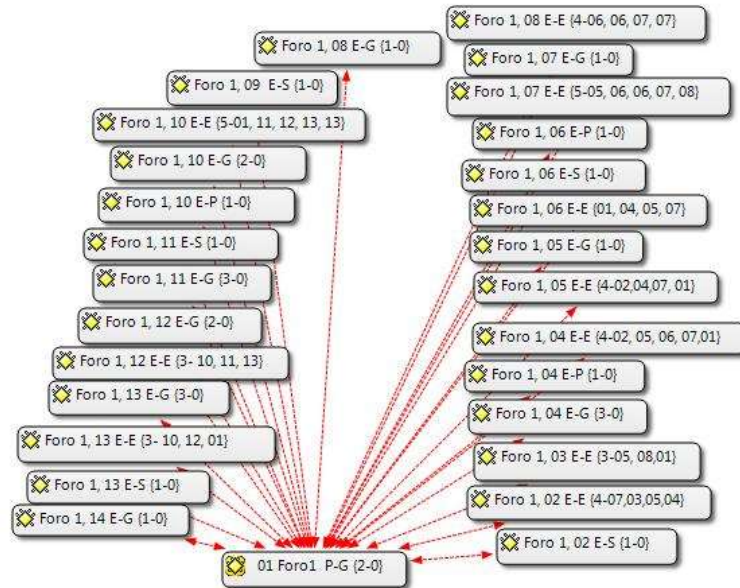 Foro 1, 08 E-G {1-0}
Foro 1, 09 E-S {1-0}
Foro 1, 10 E-E {5-01, 11, 12, 13, 13}
Foro 1, 10 E-G {2-0}
Foro 1, 10 E-P {1-0}
Foro 1, 11 E-S {1-0}
Foro 1, 11 E-G {3-0}
Foro 1, 12 E-G {2-0}
Foro 1, 12 E-E {3- 10, 11, 13}
Foro 1, 13 E-G {3-0}
Foro 1, 13 E-E {3- 10, 12, 01}
Foro 1, 13 E-S {1-0}
Foro 1, 14 E-G {1-0}
Foro 1, 08 E-E {4-06, 06, 07, 07}
Foro 1, 07 E-G {1-0}
Foro 1, 07 E-E {5-05, 06, 06, 07, 08}
Foro 1, 06 E-P {1-0}
Foro 1, 06 E-S {1-0}
Foro 1, 06 E-E {01, 04, 05, 07}
Foro 1, 05 E-G {1-0}
Foro 1, 05 E-E {4-02,04,07, 01}
Foro 1, 04 E-E {4-02, 05, 06, 07,01}
Foro 1, 04 E-P {1-0}
Foro 1, 04 E-G {3-0}
Foro 1, 03 E-E {3-05, 08,01}
Foro 1, 02 E-E {4-07,03,05,04}
Foro 1, 02 E-S {1-0}
01 Foro1 P-G {2-0}